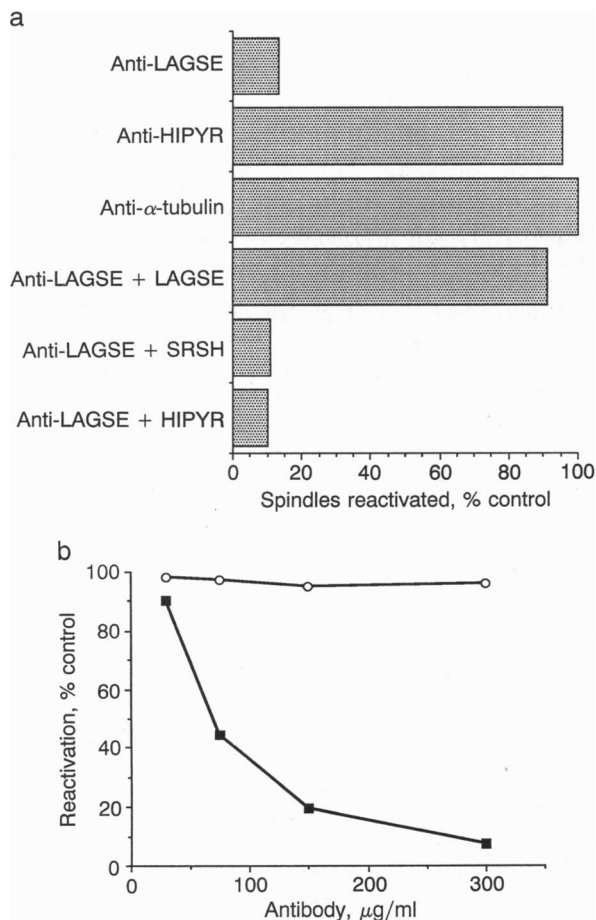 a
Anti-LAGSE
Anti-HIPYR
Anti-α-tubulin
Anti-LAGSE + LAGSE
Anti-LAGSE + SRSH
Anti-LAGSE + HIPYR
0 20 40 60 80 100
Spindles reactivated, % control
b
100
80
60
40
20
0
Reactivation, % control
0 100 200 300
Antibody, μg/ml